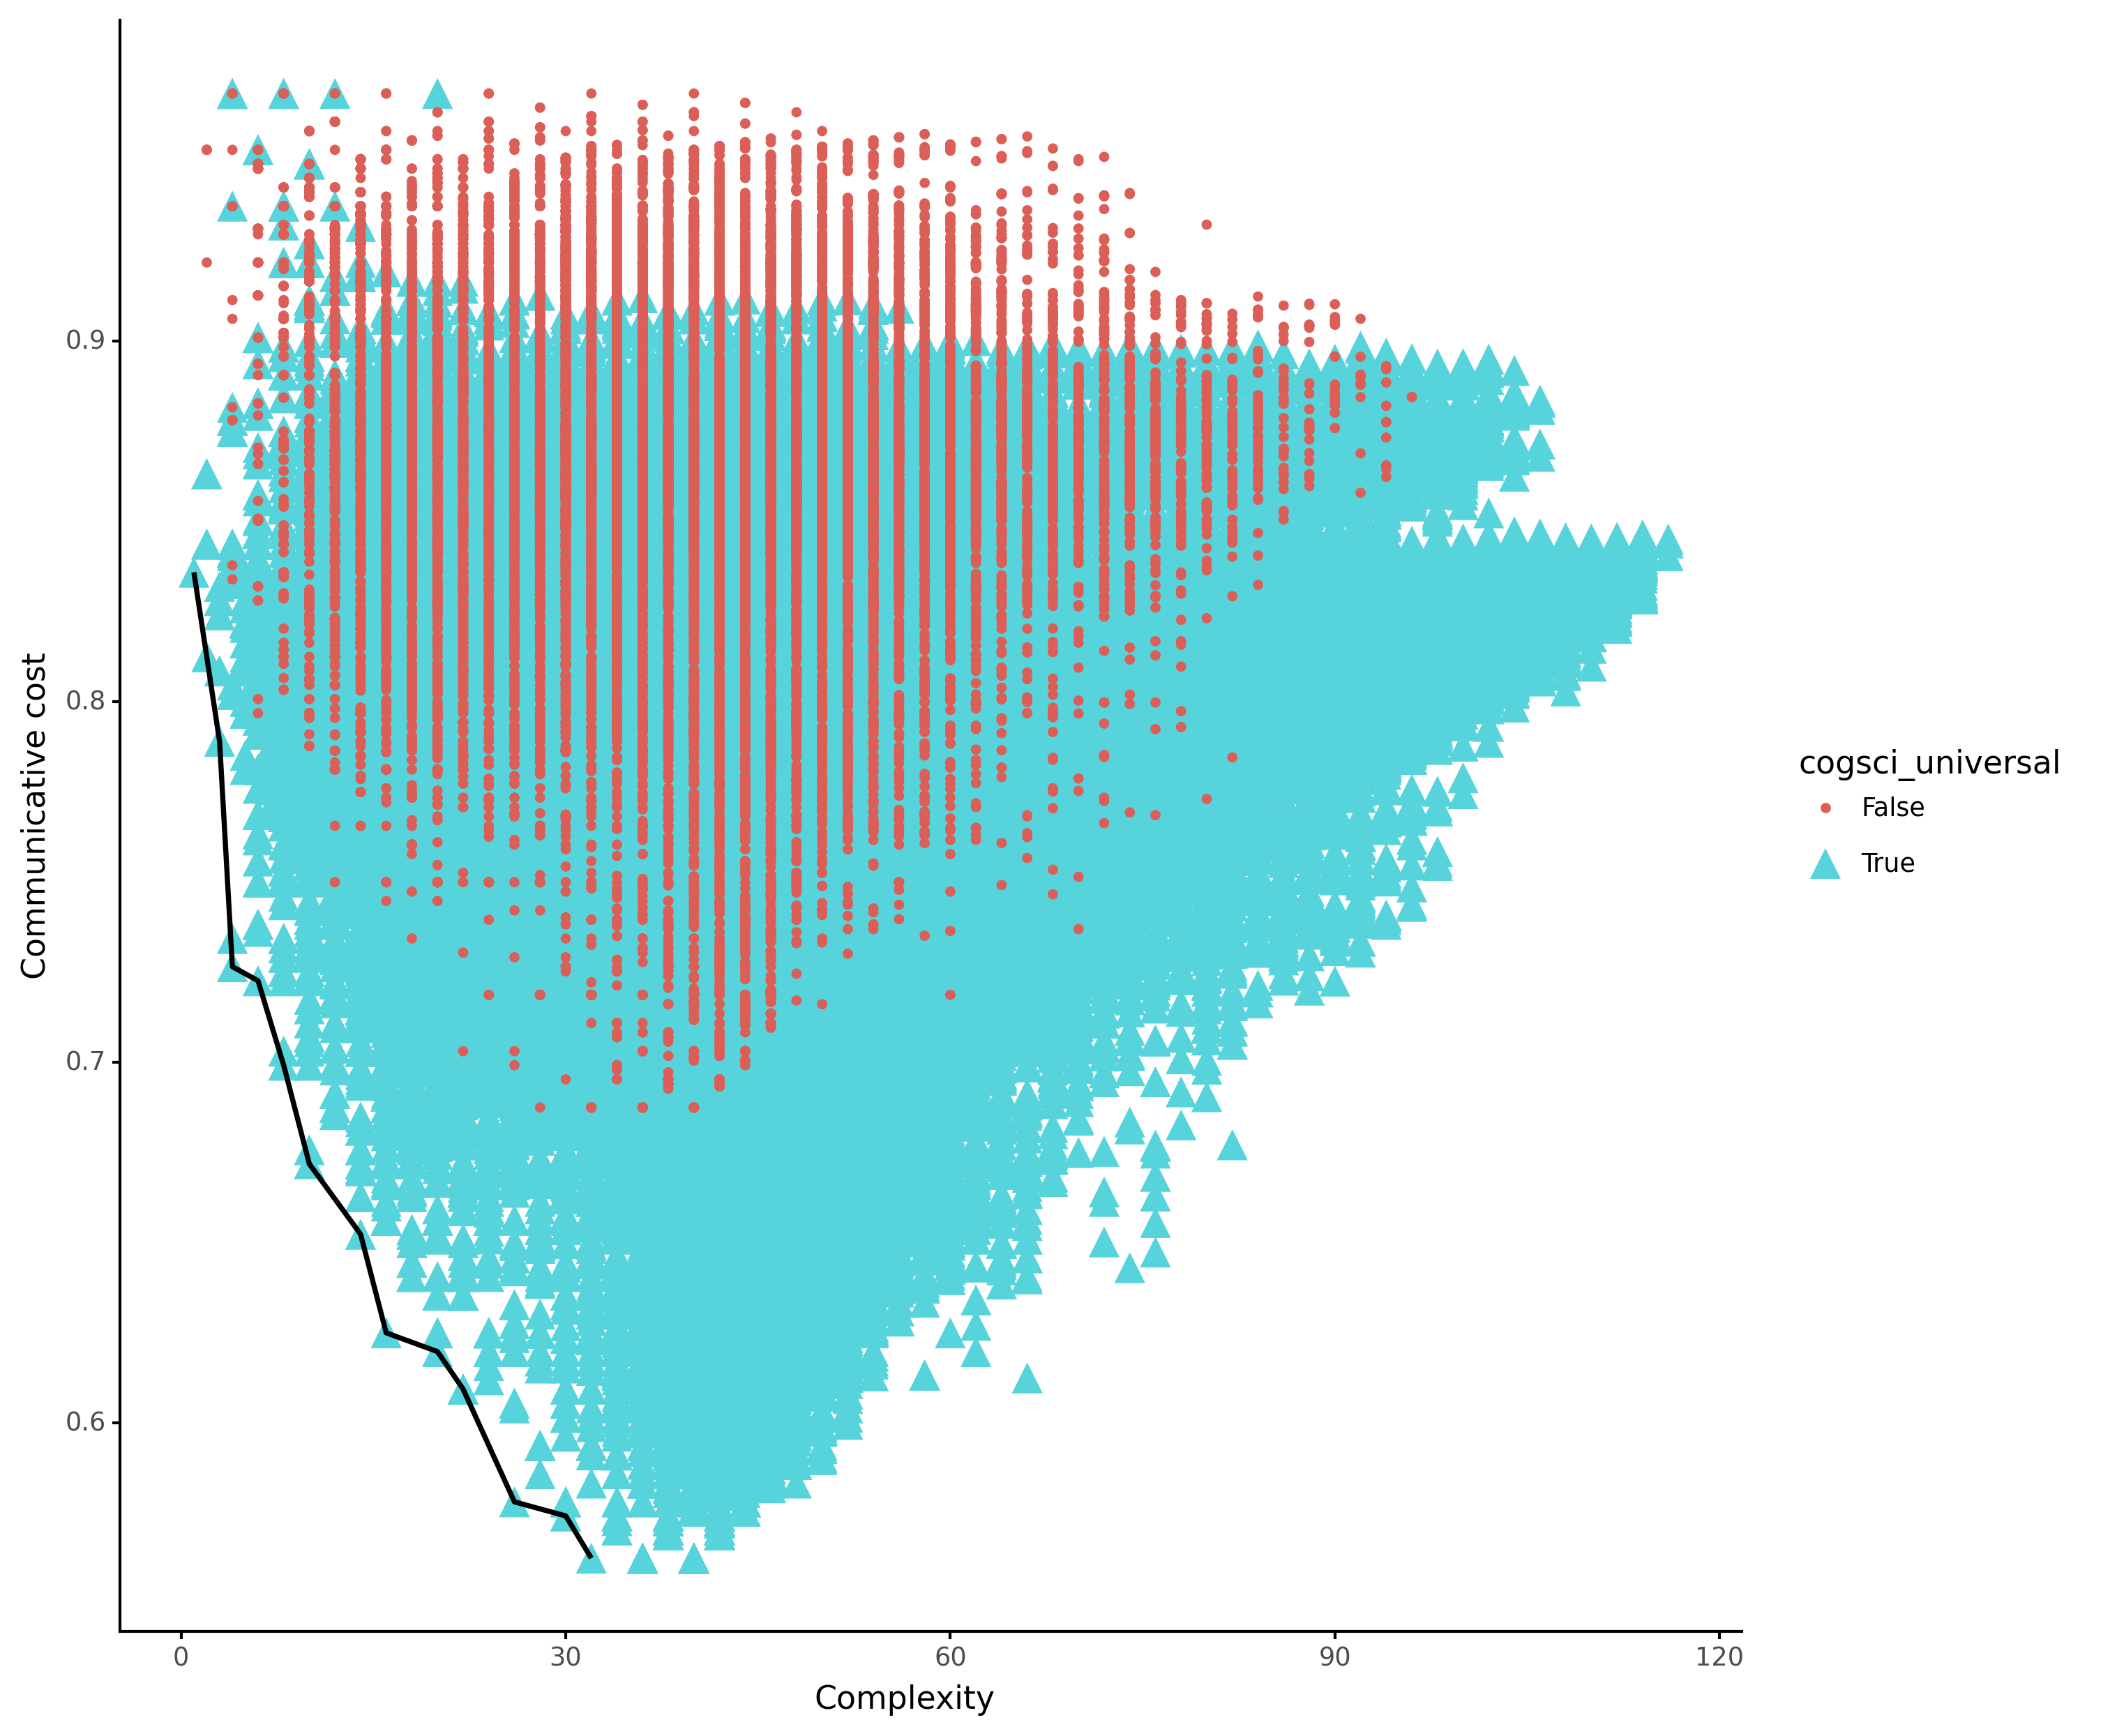 Communicative cost
0.9
0.8
0.7
0.6
0
30
60
90
120
Complexity
cogsci_universal
False
True